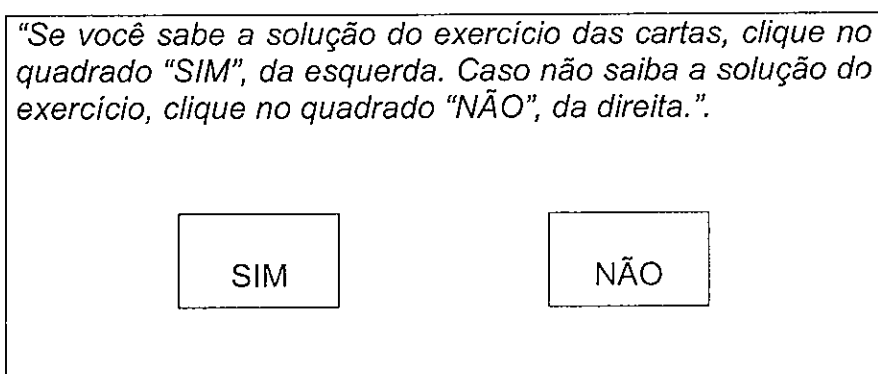 “Se você sabe a solução do exercício das cartas, clique no
quadrado “SIM”, da esquerda. Caso não saiba a solução do
exercício, clique no quadrado “NÃO”, da direita.”.
SIM
NÃO